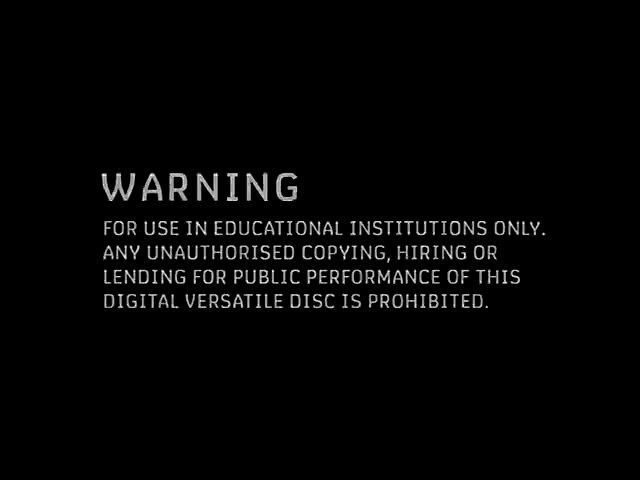 WARNING
FOR USE IN EDUCATIONAL INSTITUTIONS ONLY.
ANY UNAUTHORISED COPYING, HIRING OR
LENDING FOR PUBLIC PERFORMANCE OF THIS
DIGITAL VERSATILE DISC IS PROHIBITED.